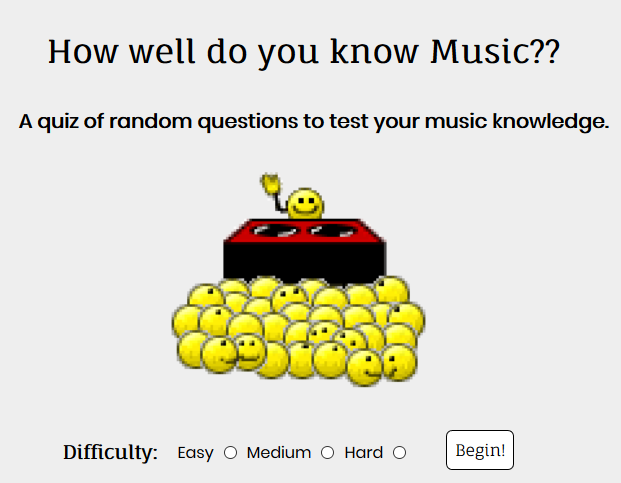 How well do you know Music??
A quiz of random questions to test your music knowledge.
Difficulty: Easy Medium Hard Begin!